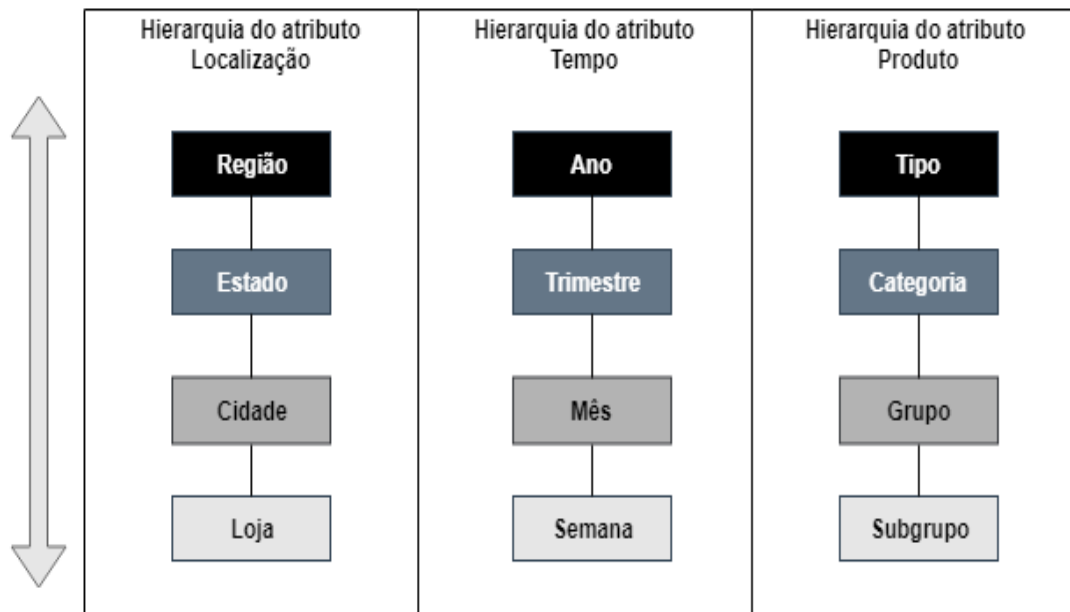 Hierarquia do atributo
Localização
Hierarquia do atributo
Tempo
Hierarquia do atributo
Produto
Região
Ano
Tipo
Estado
Trimestre
Categoria
Cidade
Mês
Grupo
Loja
Semana
Subgrupo